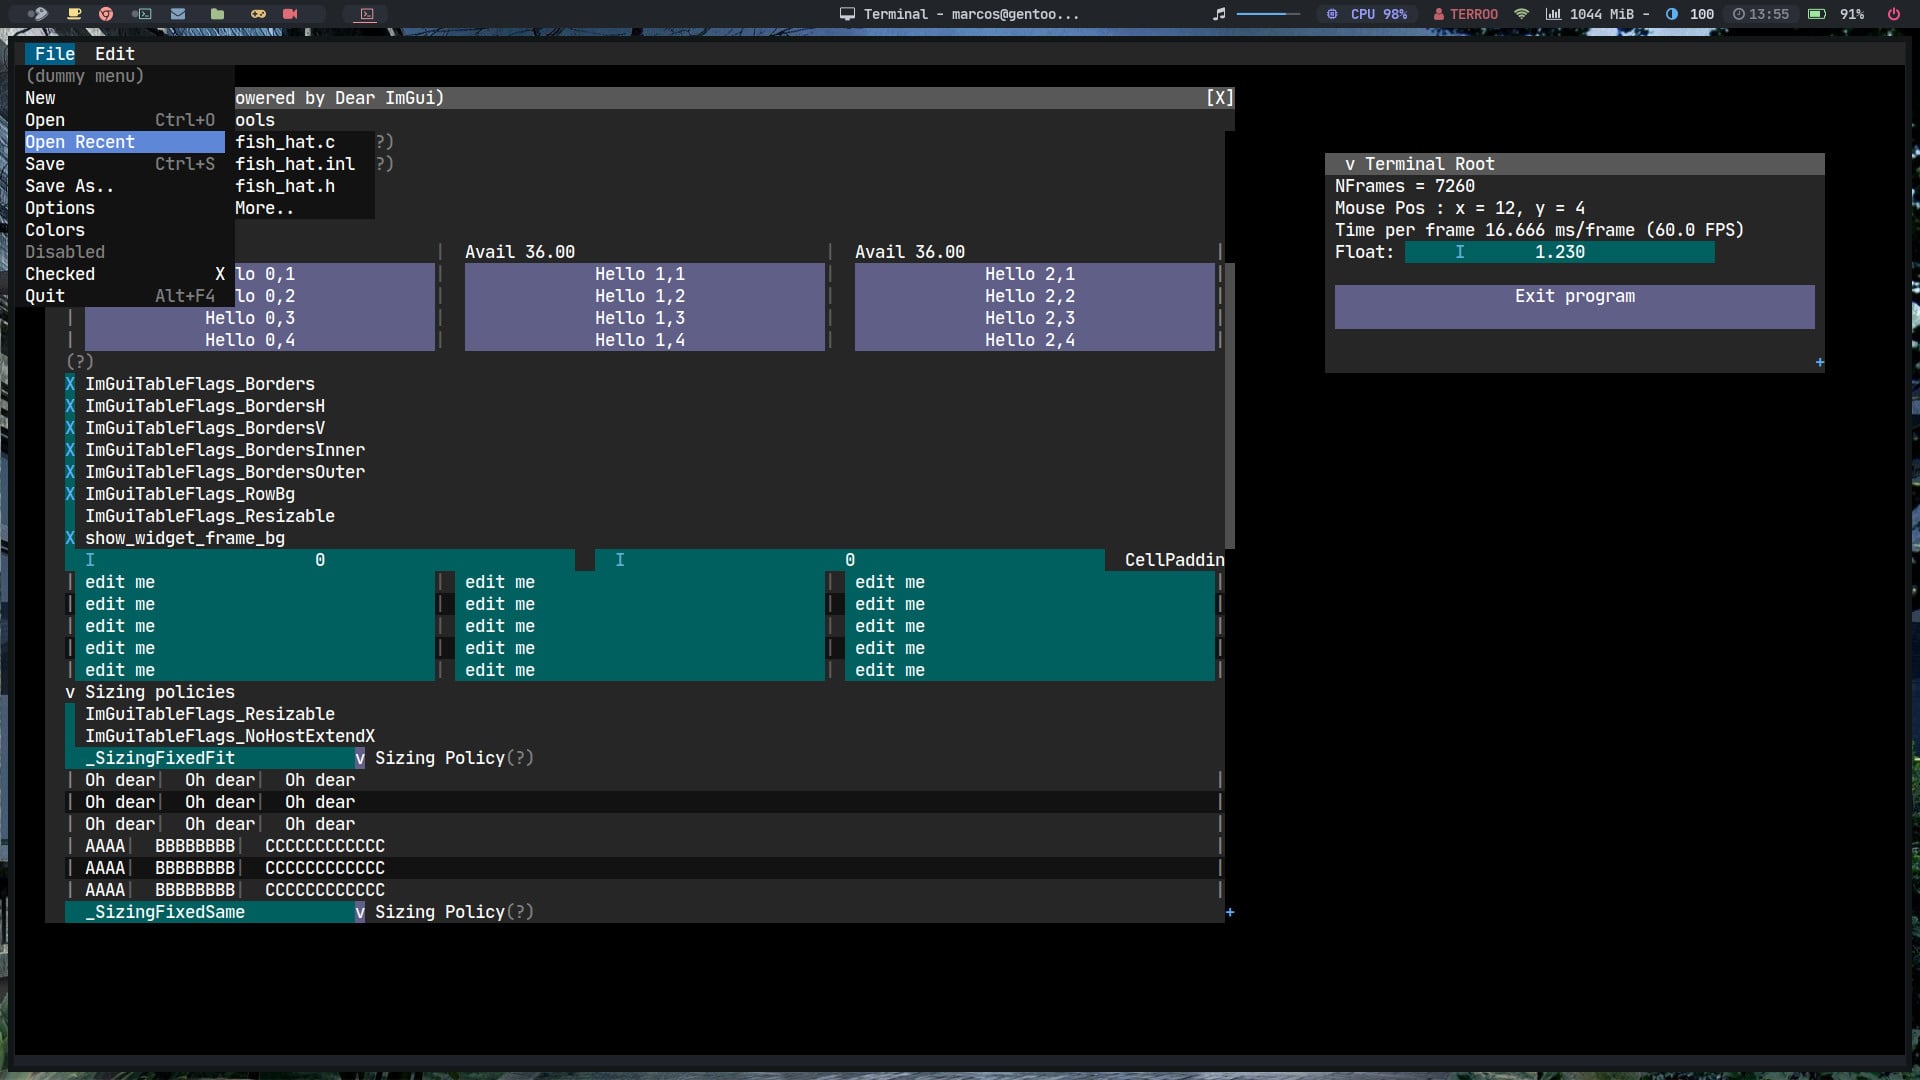 Terminal - marcos@gentoo... CPU 98% TERROO 1044 MiB - 100 13:55 91%
File Edit
(dummy menu)
New
Open Ctrl+O
Open Recent
Save Ctrl+S
Save As..
Options
Colors
Disabled
Checked X
Quit Alt+F4
fish_hat.c
fish_hat.inl
fish_hat.h
More..
owered by Dear ImGui) [X]
ools
?)
?)
Avail 36.00 Avail 36.00
lo 0,1 Hello 1,1 Hello 2,1
lo 0,2 Hello 1,2 Hello 2,2
Hello 0,3 Hello 1,3 Hello 2,3
Hello 0,4 Hello 1,4 Hello 2,4
(?)
X ImGuiTableFlags_Borders
X ImGuiTableFlags_BordersH
X ImGuiTableFlags_BordersV
X ImGuiTableFlags_BordersInner
X ImGuiTableFlags_BordersOuter
X ImGuiTableFlags_RowBg
ImGuiTableFlags_Resizable
X show_widget_frame_bg
I 0 I 0 CellPaddin
| edit me | edit me | edit me |
| edit me | edit me | edit me |
| edit me | edit me | edit me |
| edit me | edit me | edit me |
| edit me | edit me | edit me |
v Sizing policies
ImGuiTableFlags_Resizable
ImGuiTableFlags_NoHostExtendX
_SizingFixedFit v Sizing Policy(?)
| Oh dear| Oh dear| Oh dear |
| Oh dear| Oh dear| Oh dear |
| Oh dear| Oh dear| Oh dear |
| AAAA| BBBBBBBB| CCCCCCCCCCCC |
| AAAA| BBBBBBBB| CCCCCCCCCCCC |
| AAAA| BBBBBBBB| CCCCCCCCCCCC |
_SizingFixedSame v Sizing Policy(?) +
v Terminal Root
NFrames = 7260
Mouse Pos : x = 12, y = 4
Time per frame 16.666 ms/frame (60.0 FPS)
Float: I 1.230
Exit program
+